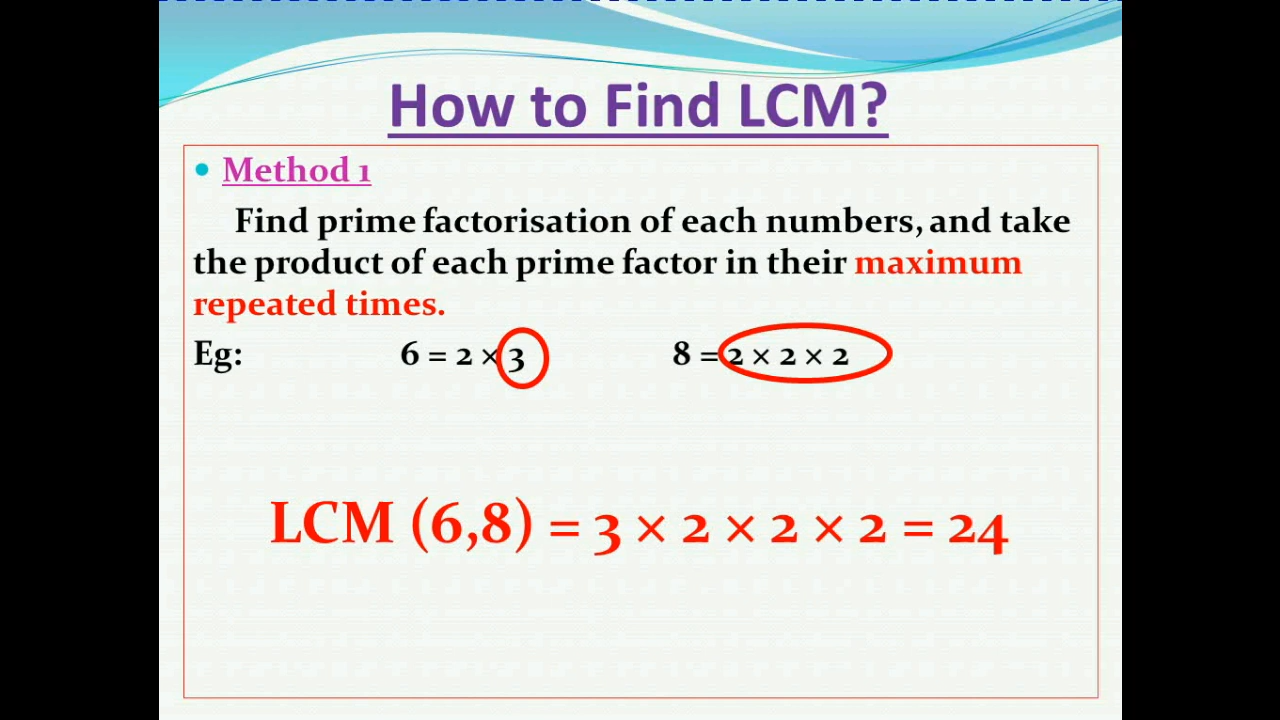 How to Find LCM?
Method 1
Find prime factorisation of each numbers, and take
the product of each prime factor in their maximum
repeated times.
Eg: 6 = 2 × 3 8 = 2 × 2 × 2
LCM (6,8) = 3 × 2 × 2 × 2 = 24